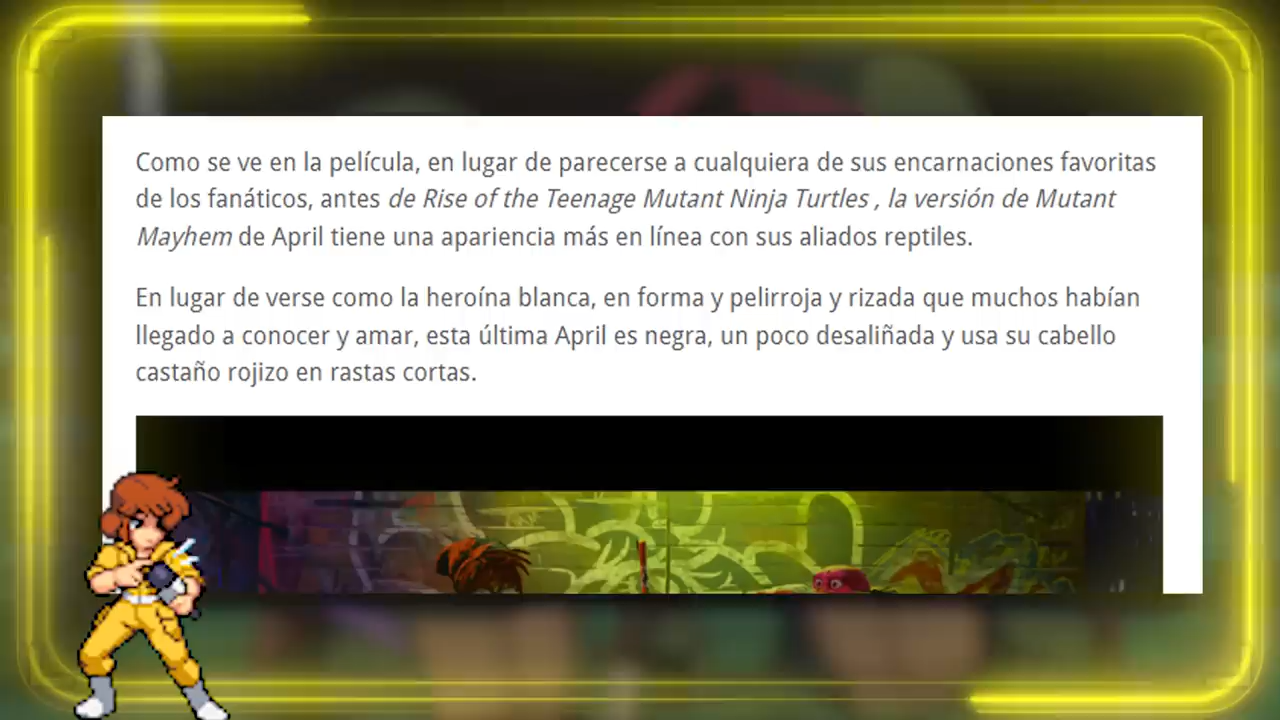 Como se ve en la película, en lugar de parecerse a cualquiera de sus encarnaciones favoritas
de los fanáticos, antes de Rise of the Teenage Mutant Ninja Turtles , la versión de Mutant
Mayhem de April tiene una apariencia más en línea con sus aliados reptiles.
En lugar de verse como la heroína blanca, en forma y pelirroja y rizada que muchos habían
llegado a conocer y amar, esta última April es negra, un poco desaliñada y usa su cabello
castaño rojizo en rastas cortas.